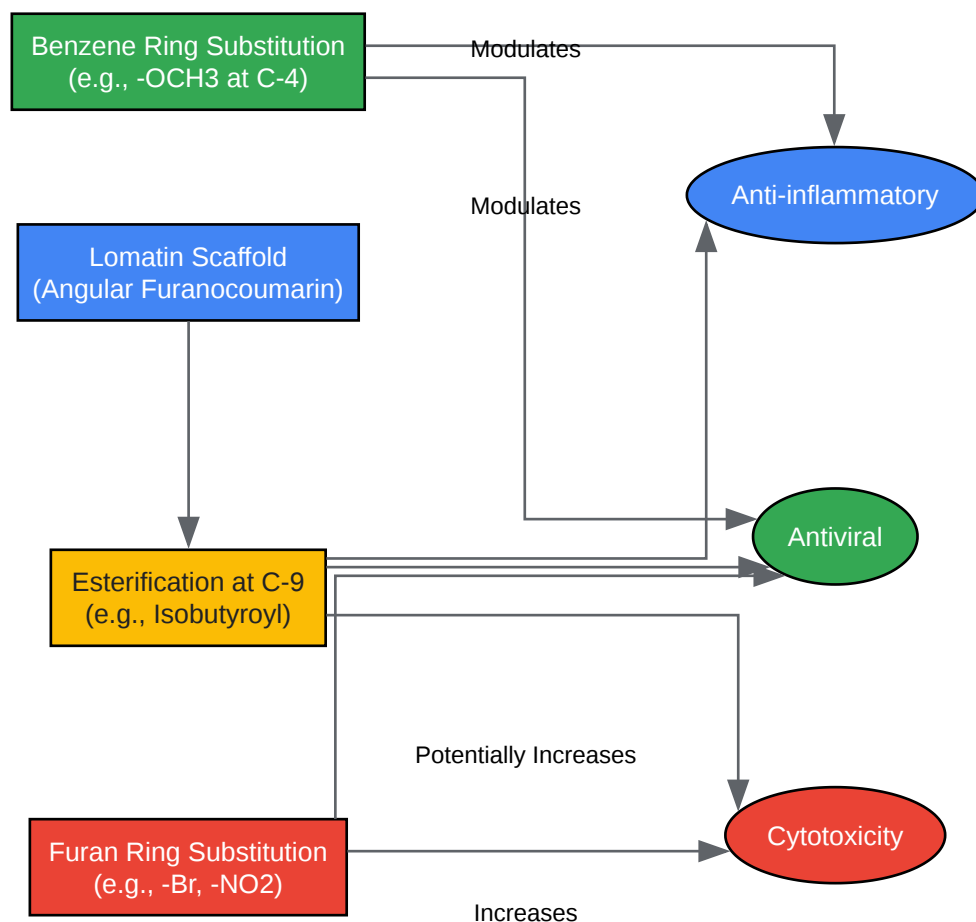 Benzene Ring Substitution
(e.g., -OCH3 at C-4)
Modulates
Anti-inflammatory
Modulates
Lomatin Scaffold
(Angular Furanocoumarin)
Antiviral
Esterification at C-9
(e.g., Isobutyroyl)
Potentially Increases
Cytotoxicity
Furan Ring Substitution
(e.g., -Br, -NO2)
Increases